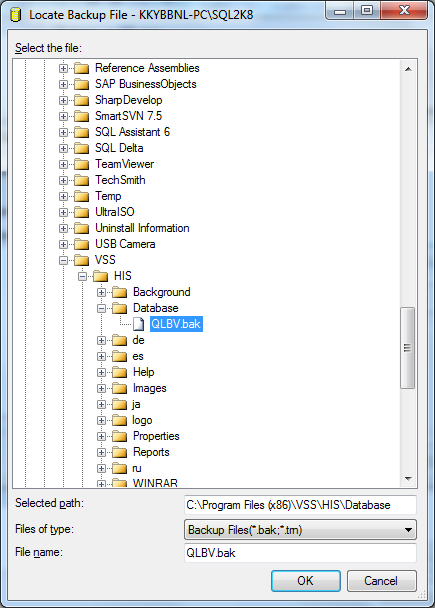 Locate Backup File - KKYBBNL-PC\SQL2K8
Select the file:
Reference Assemblies
SAP BusinessObjects
SharpDevelop
SmartSVN 7.5
SQL Assistant 6
SQL Delta
TeamViewer
TechSmith
Temp
UltraISO
Uninstall Information
USB Camera
VSS
HIS
Background
Database
QLBV.bak
de
es
Help
Images
ja
logo
Properties
Reports
ru
WINRAR
Selected path: C:\Program Files (x86)\VSS\HIS\Database
Files of type: Backup Files(*.bak;*.trn)
File name: QLBV.bak
OK Cancel